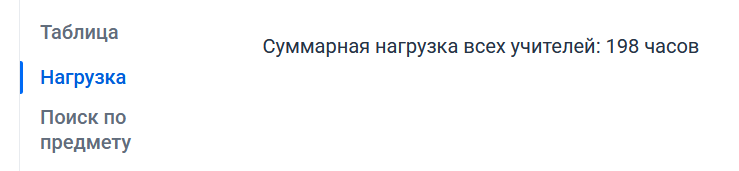 Таблица
Суммарная нагрузка всех учителей: 198 часов
Нагрузка
Поиск по
предмету